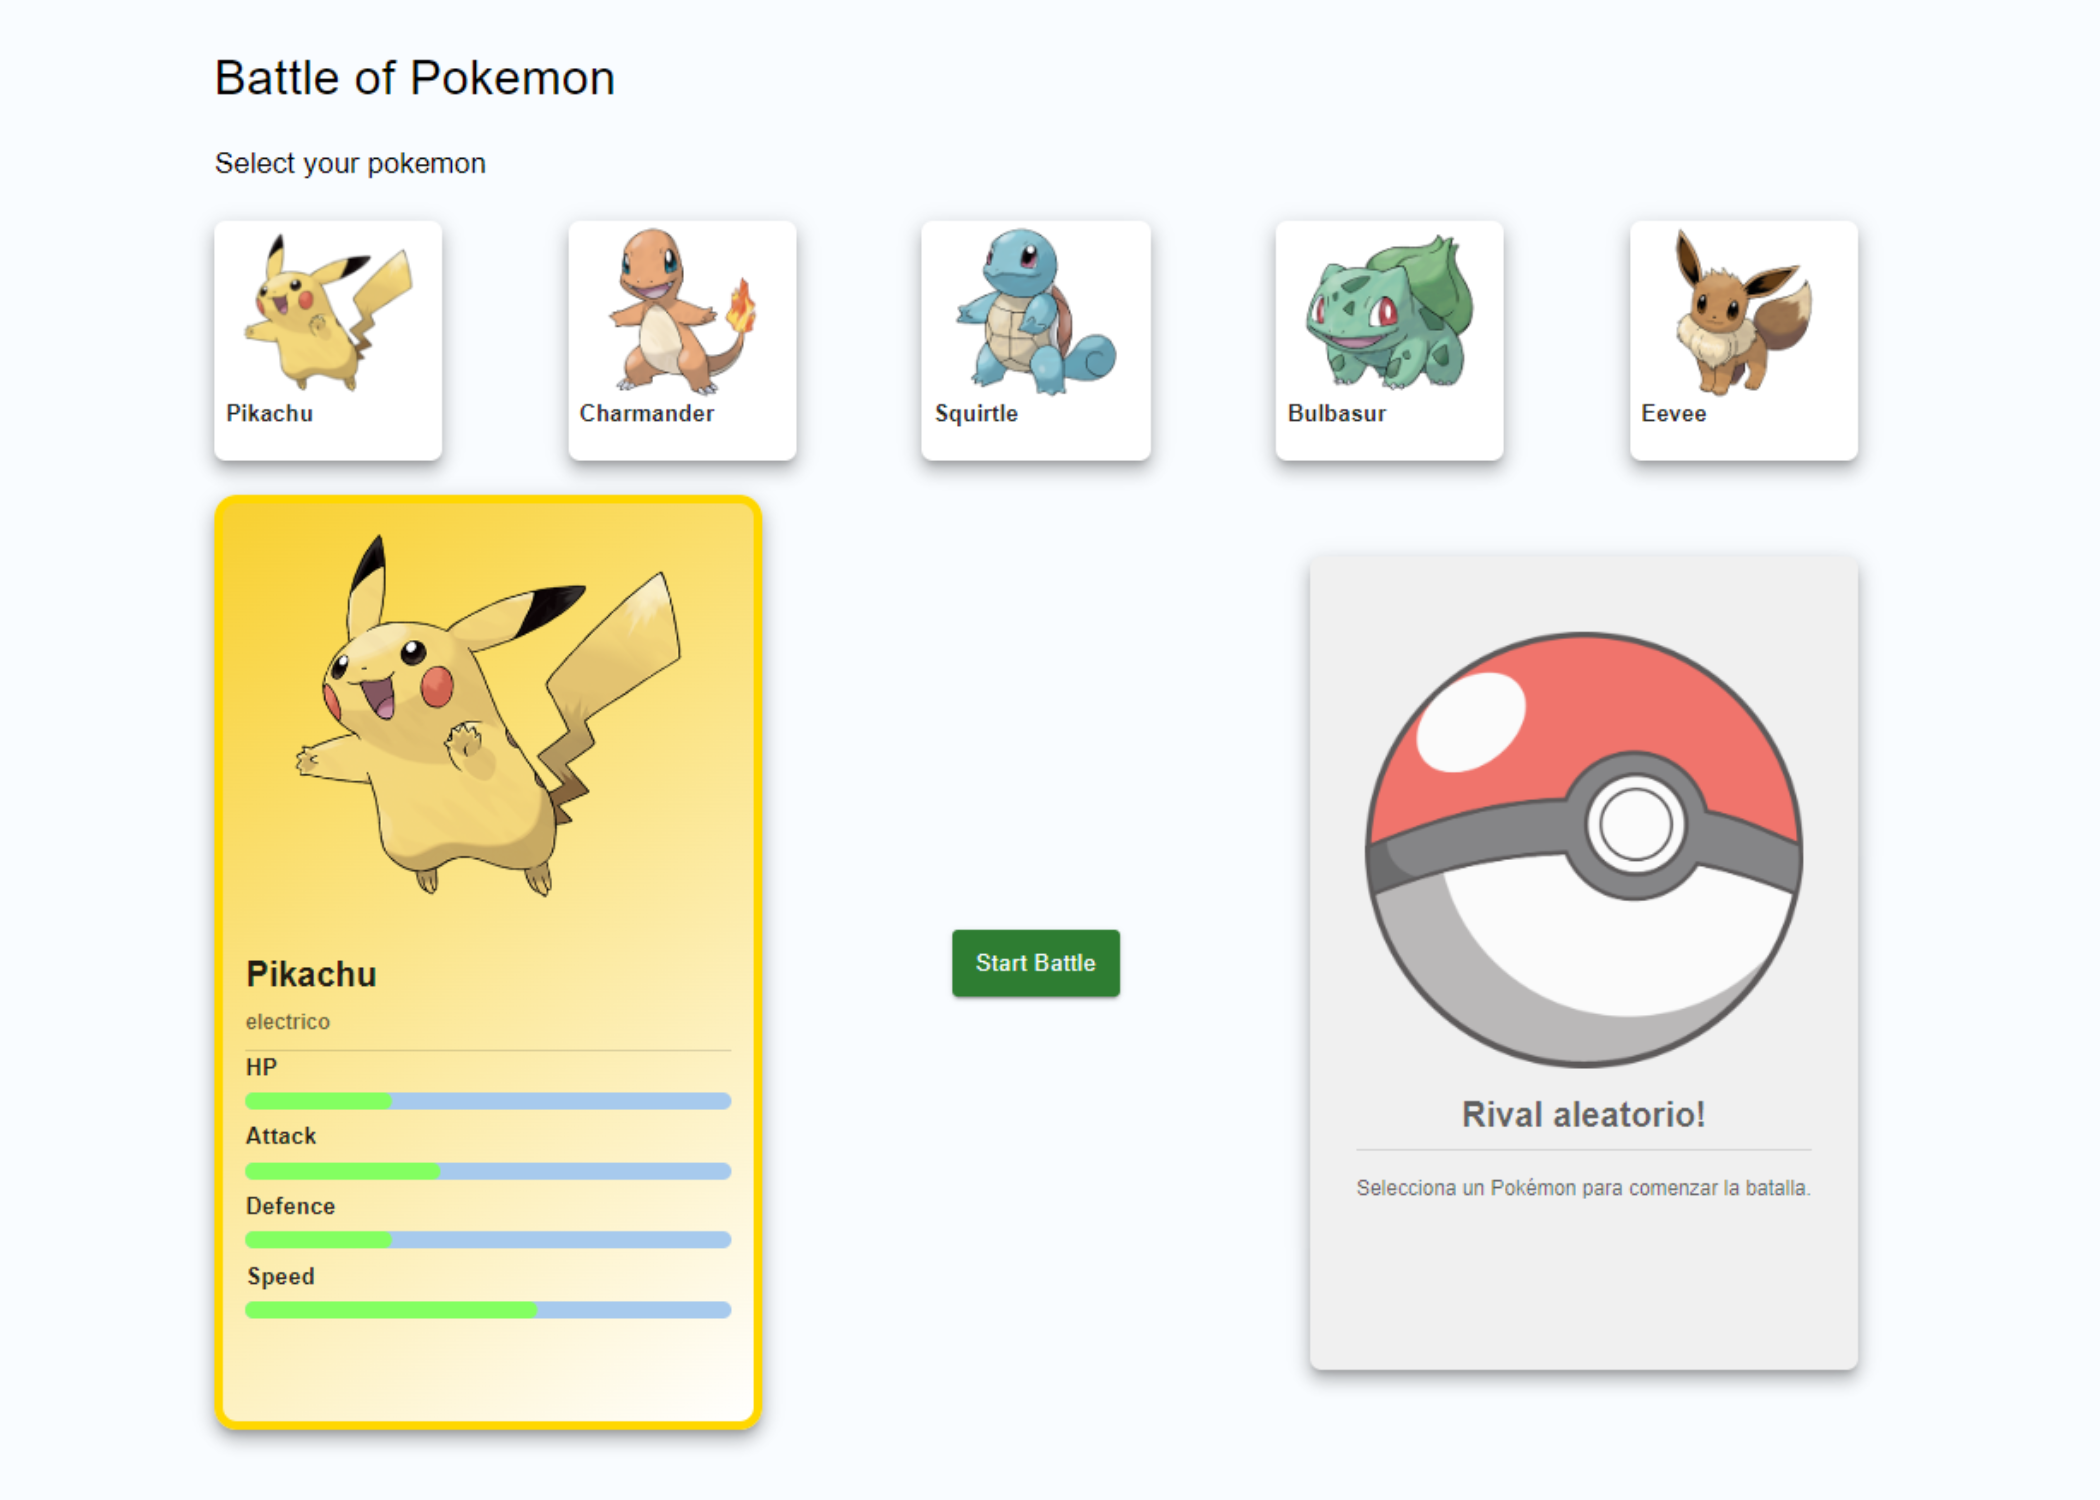 Battle of Pokemon
Select your pokemon
Pikachu
Charmander
Squirtle
Bulbasur
Eevee
Pikachu
electrico
HP
Attack
Defence
Speed
Start Battle
Rival aleatorio!
Selecciona un Pokémon para comenzar la batalla.